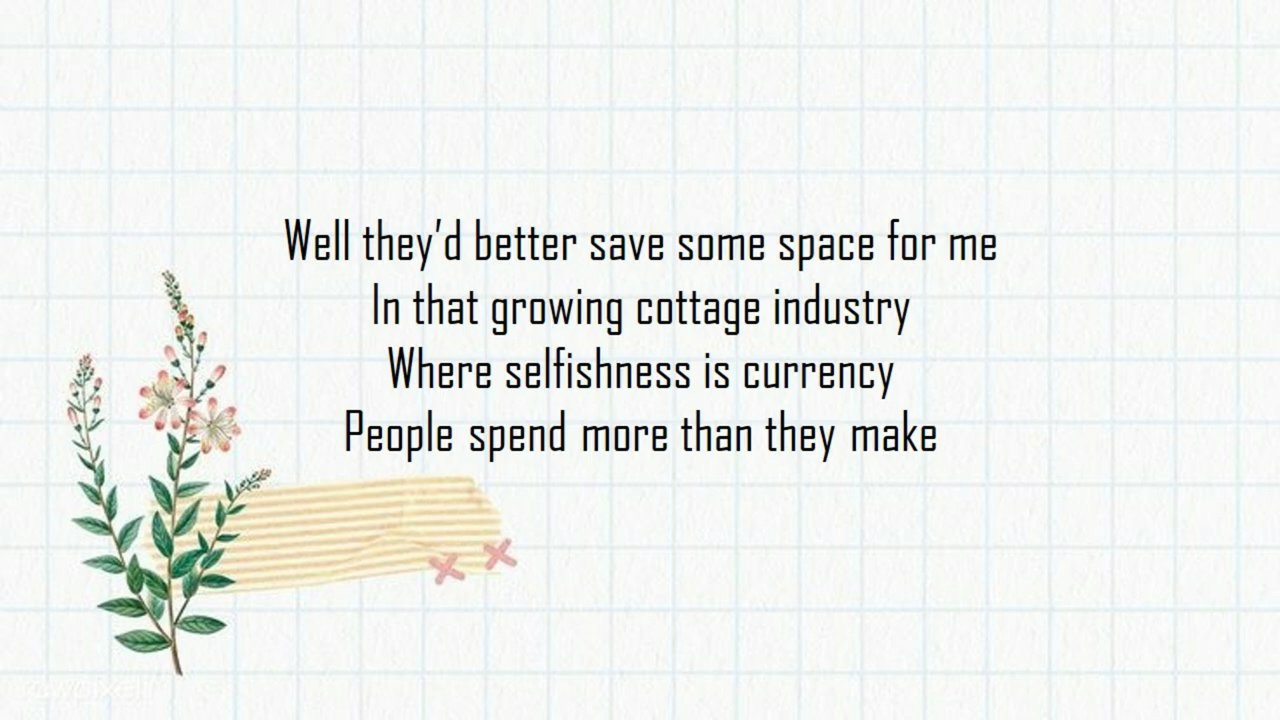 Well they'd better save some space for me
In that growing cottage industry
Where selfishness is currency
People spend more than they make